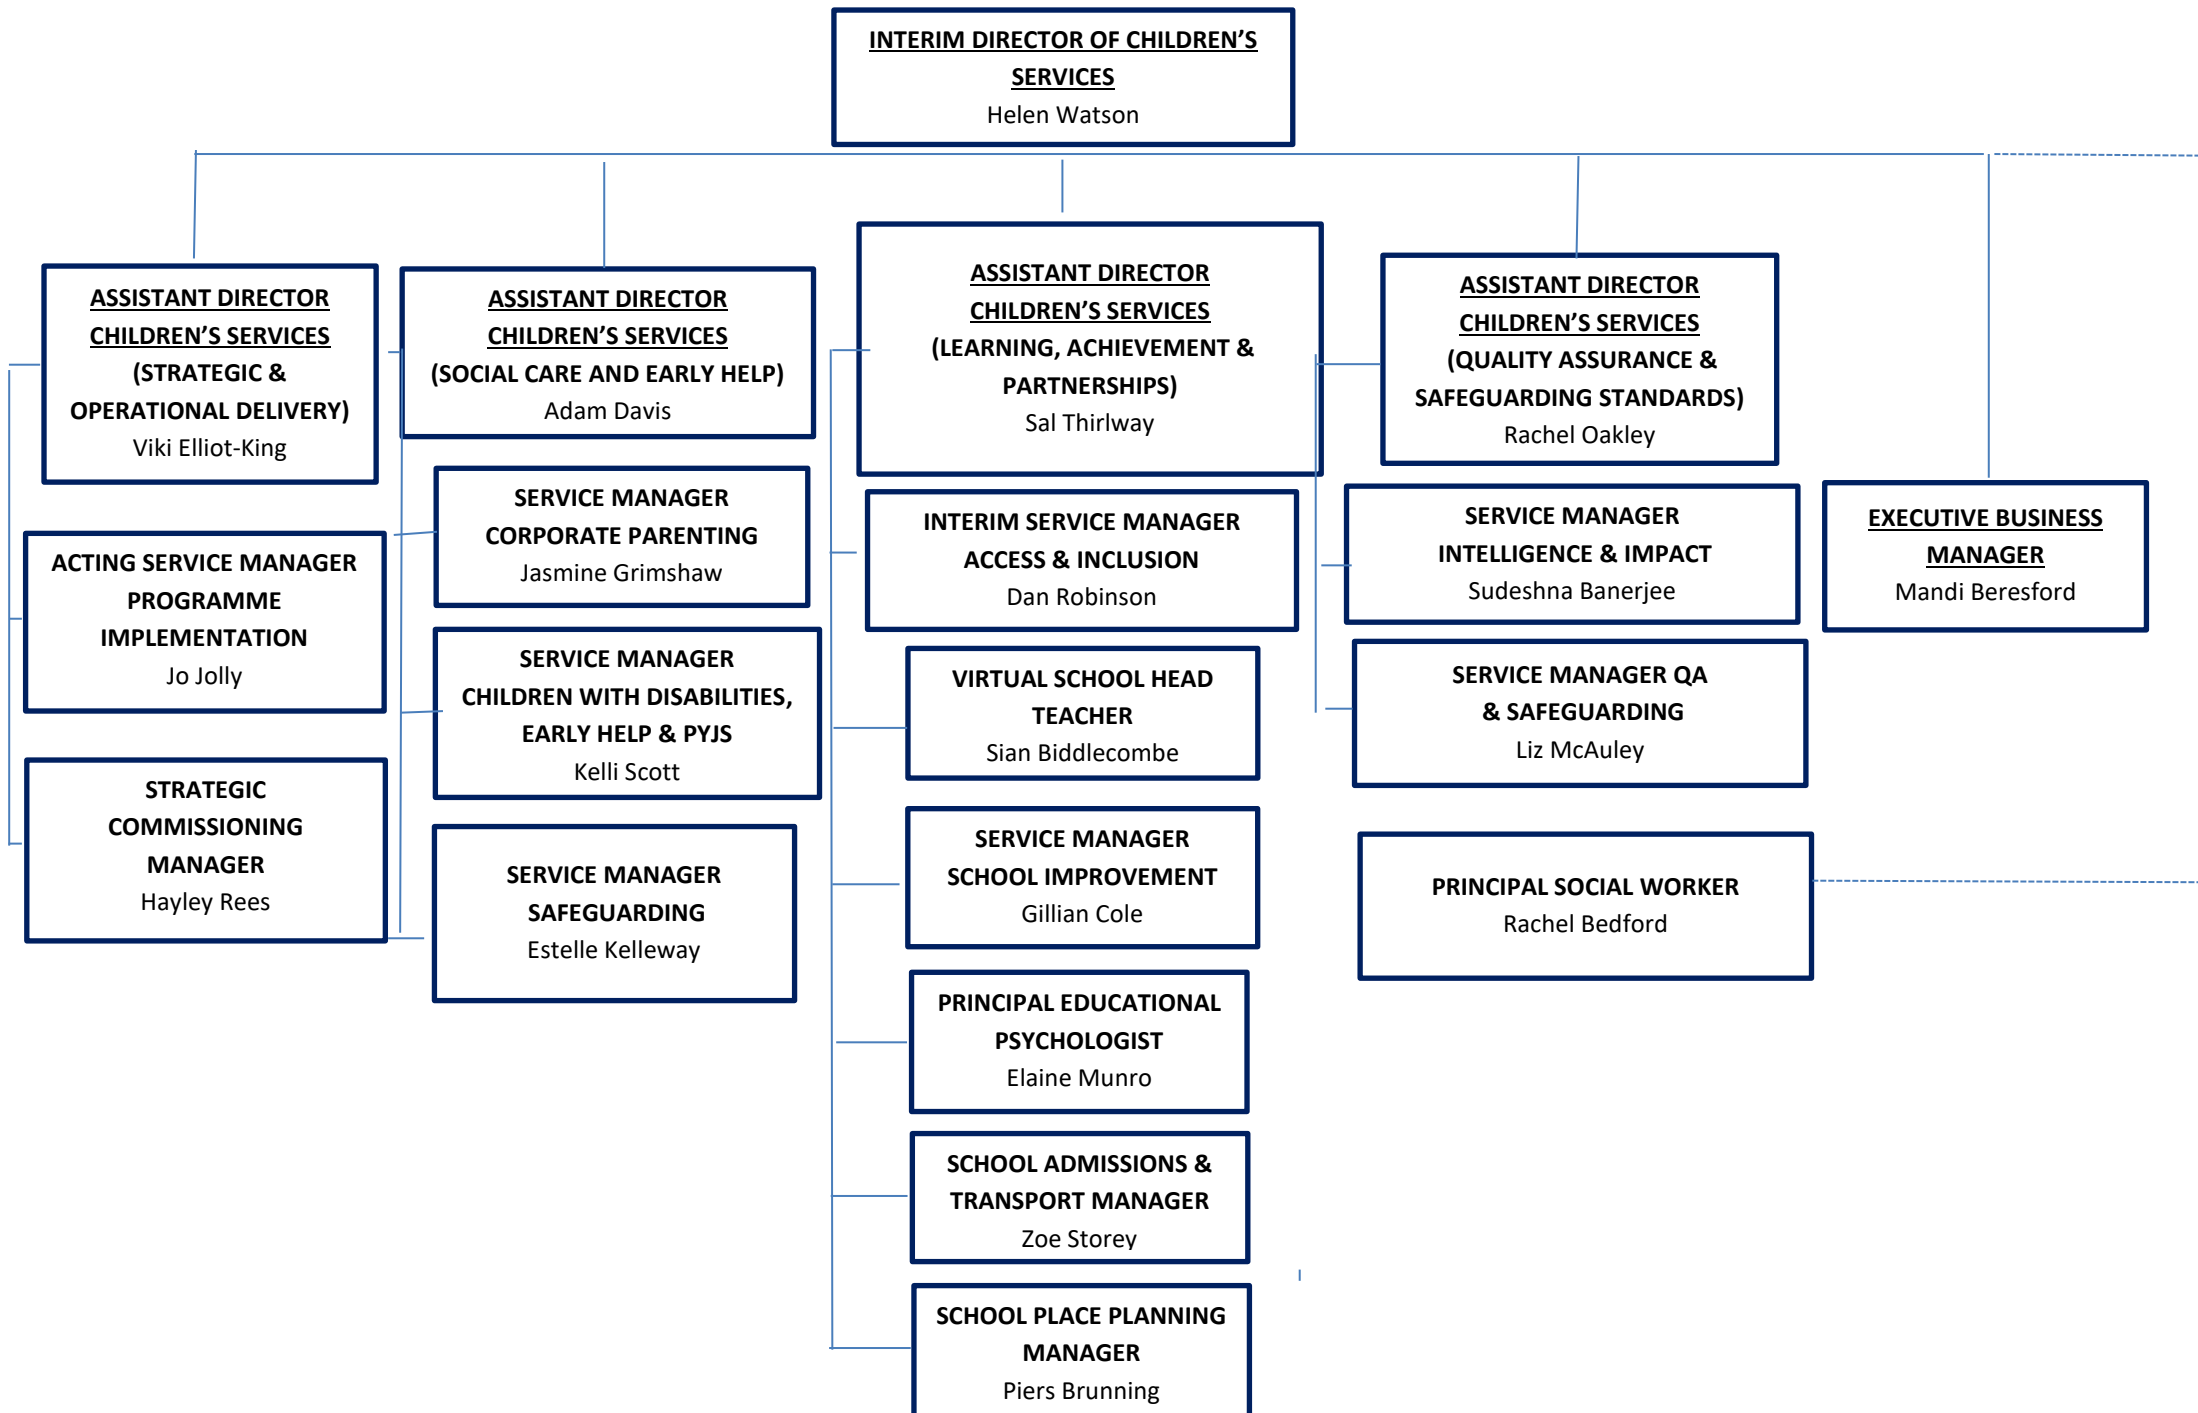 INTERIM DIRECTOR OF CHILDREN’S
SERVICES
Helen Watson
ASSISTANT DIRECTOR
CHILDREN’S SERVICES
(STRATEGIC &
OPERATIONAL DELIVERY)
Viki Elliot-King
ACTING SERVICE MANAGER
PROGRAMME
IMPLEMENTATION
Jo Jolly
STRATEGIC
COMMISSIONING
MANAGER
Hayley Rees
ASSISTANT DIRECTOR
CHILDREN’S SERVICES
(SOCIAL CARE AND EARLY HELP)
Adam Davis
SERVICE MANAGER
CORPORATE PARENTING
Jasmine Grimshaw
SERVICE MANAGER
CHILDREN WITH DISABILITIES,
EARLY HELP & PYJS
Kelli Scott
SERVICE MANAGER
SAFEGUARDING
Estelle Kelleway
ASSISTANT DIRECTOR
CHILDREN’S SERVICES
(LEARNING, ACHIEVEMENT &
PARTNERSHIPS)
Sal Thirlway
INTERIM SERVICE MANAGER
ACCESS & INCLUSION
Dan Robinson
VIRTUAL SCHOOL HEAD
TEACHER
Sian Biddlecombe
SERVICE MANAGER
SCHOOL IMPROVEMENT
Gillian Cole
PRINCIPAL EDUCATIONAL
PSYCHOLOGIST
Elaine Munro
SCHOOL ADMISSIONS &
TRANSPORT MANAGER
Zoe Storey
SCHOOL PLACE PLANNING
MANAGER
Piers Brunning
ASSISTANT DIRECTOR
CHILDREN’S SERVICES
(QUALITY ASSURANCE &
SAFEGUARDING STANDARDS)
Rachel Oakley
SERVICE MANAGER
INTELLIGENCE & IMPACT
Sudeshna Banerjee
SERVICE MANAGER QA
& SAFEGUARDING
Liz McAuley
PRINCIPAL SOCIAL WORKER
Rachel Bedford
EXECUTIVE BUSINESS
MANAGER
Mandi Beresford